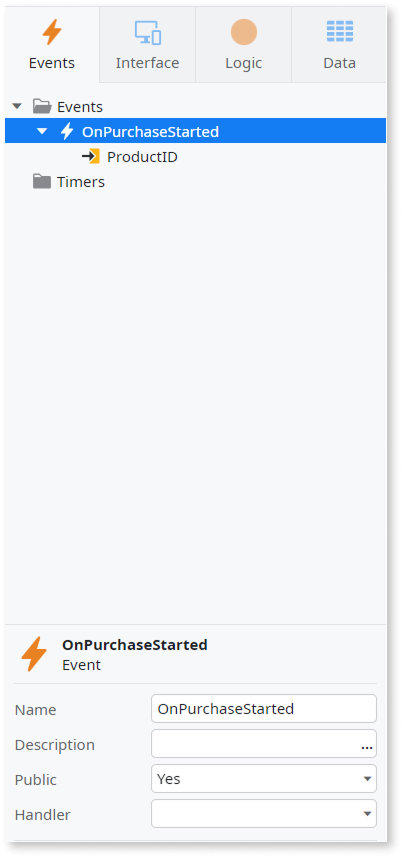 Events Interface Logic Data
Events
OnPurchaseStarted
ProductID
Timers
OnPurchaseStarted
Event
Name OnPurchaseStarted
Description ...
Public Yes
Handler